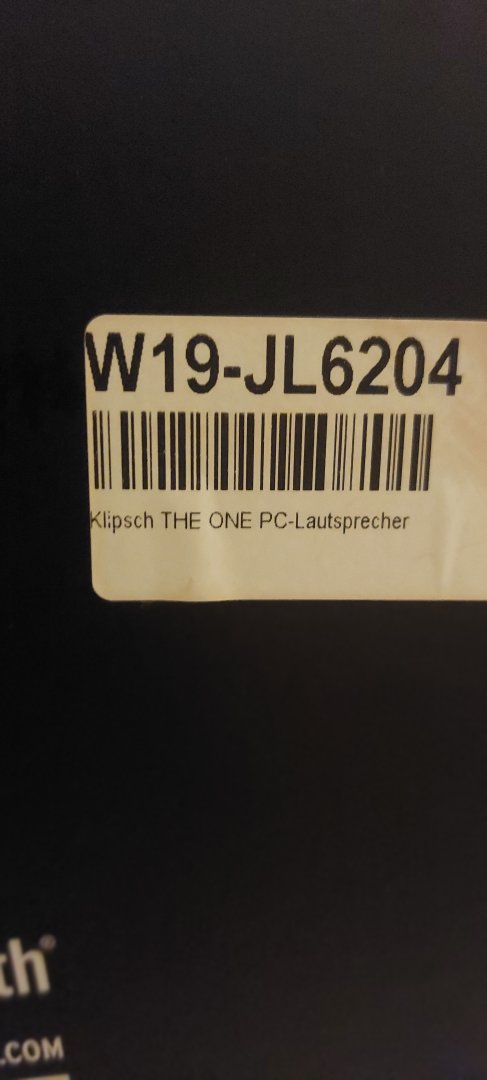 W19-JL6204
Klipsch THE ONE PC-Lautsprecher
th®
.COM